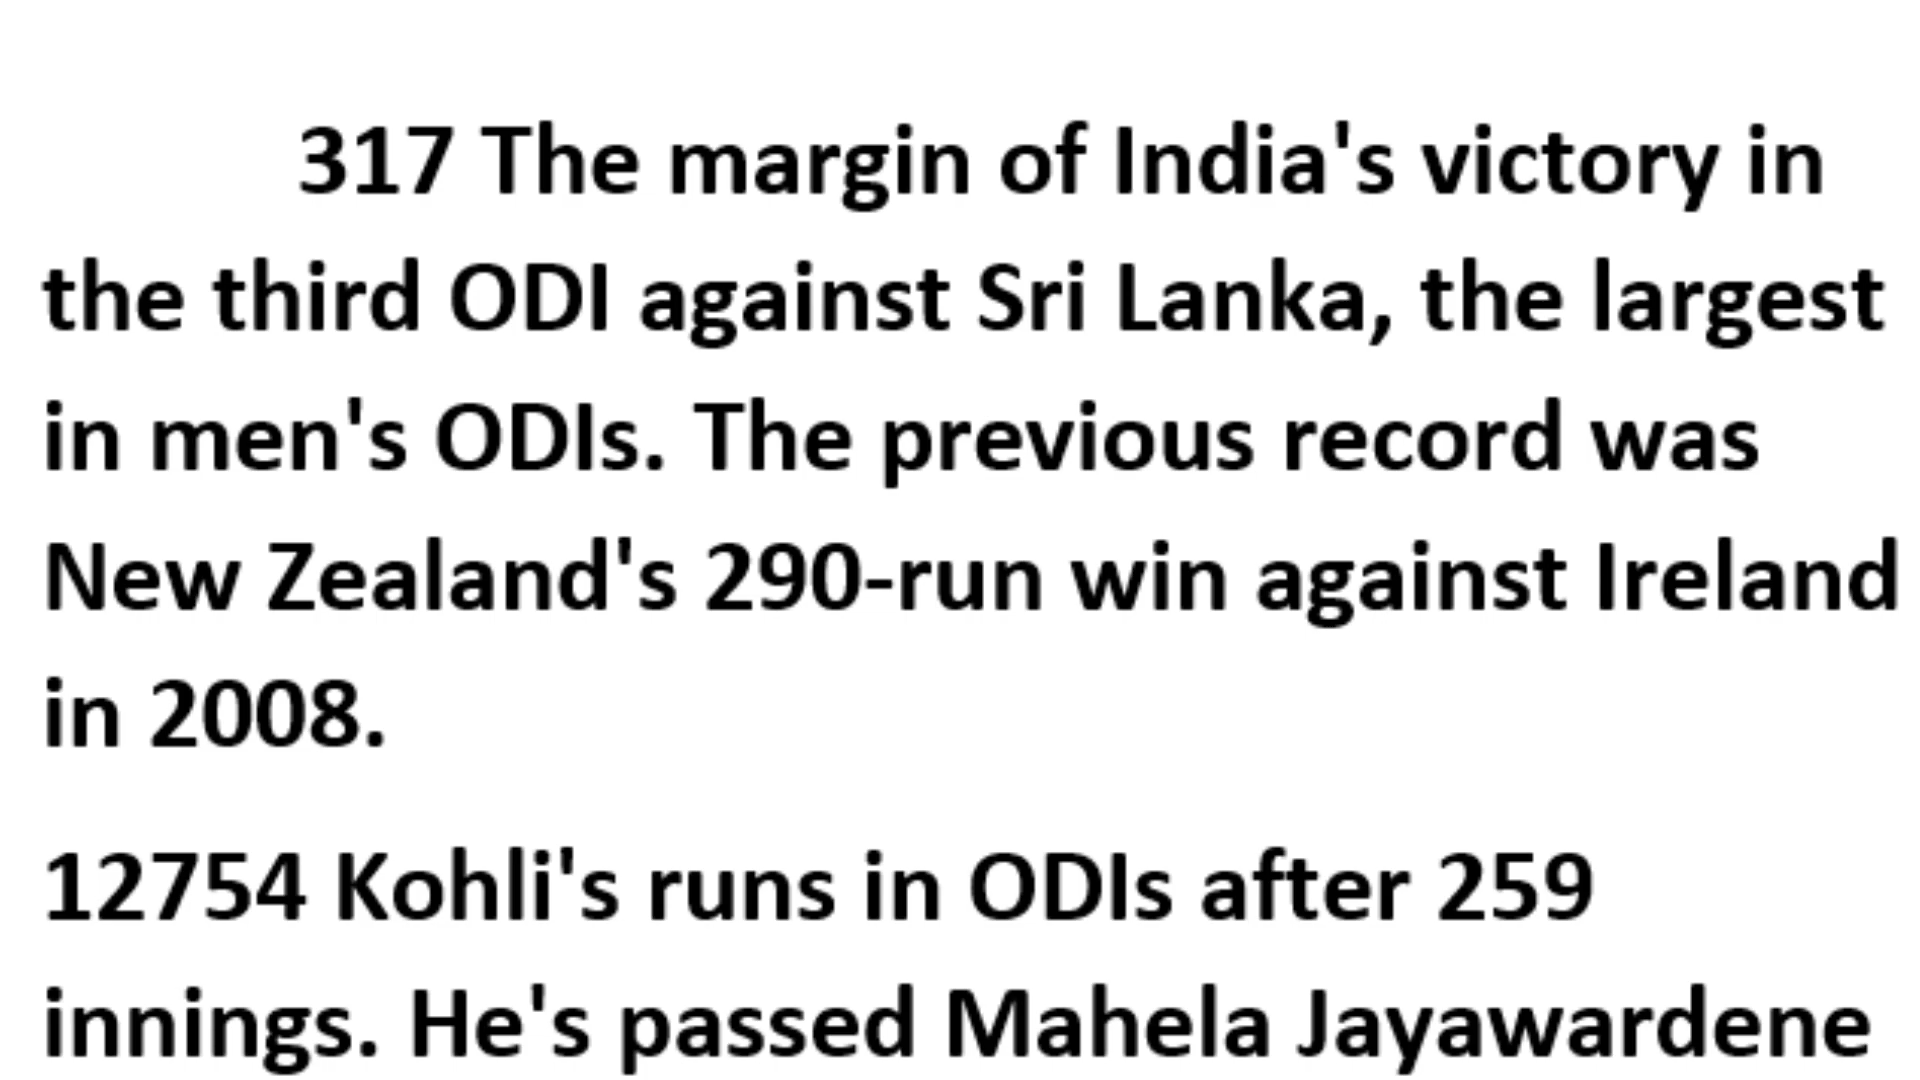 317 The margin of India's victory in
the third ODI against Sri Lanka, the largest
in men's ODIs. The previous record was
New Zealand's 290-run win against Ireland
in 2008.
12754 Kohli's runs in ODIs after 259
innings. He's passed Mahela Jayawardene